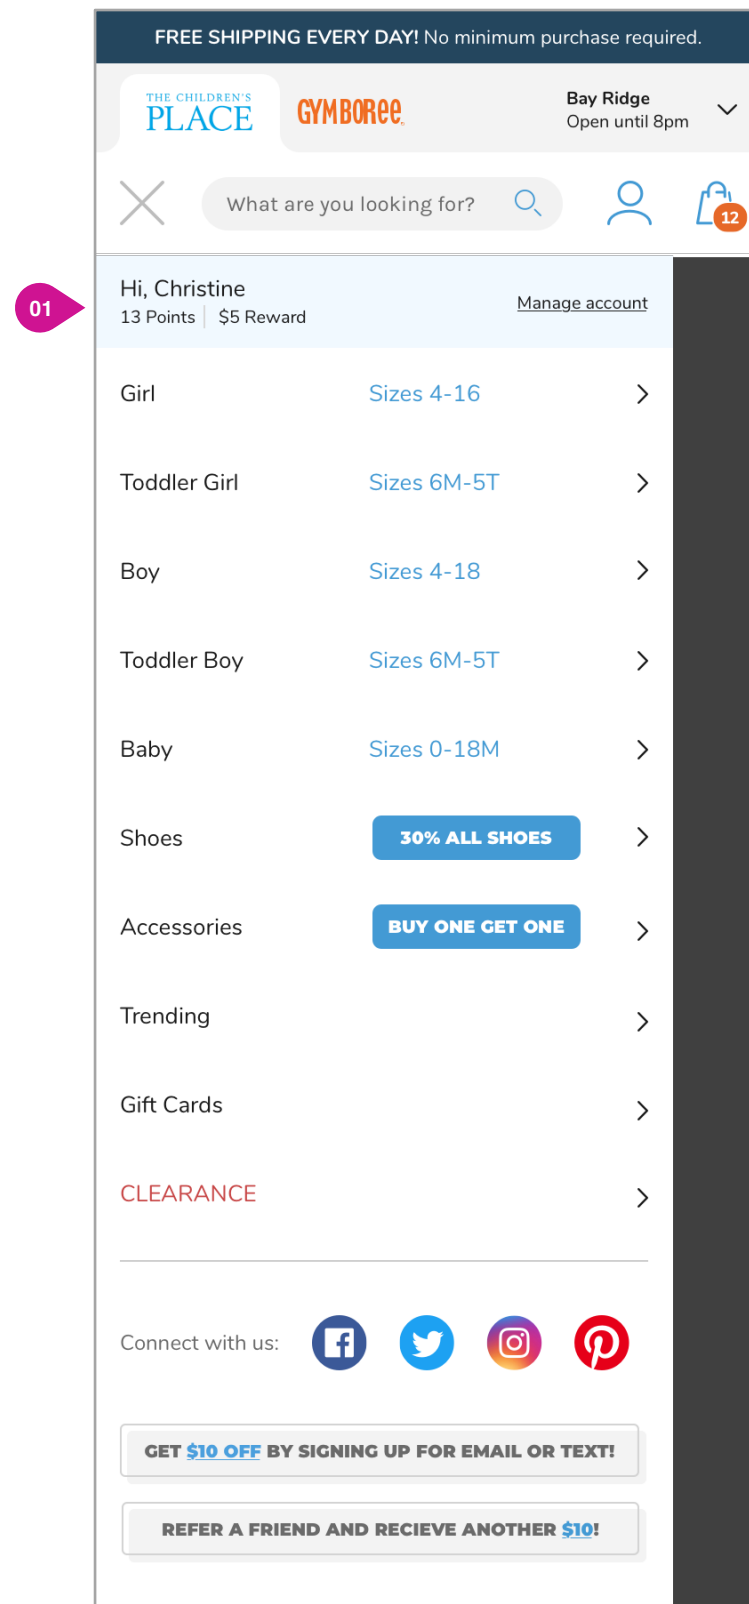 FREE SHIPPING EVERY DAY! No minimum purchase required.
THE CHILDREN'S
PLACE
GYMBOREE
Bay Ridge
Open until 8pm
What are you looking for?
12
01
Hi, Christine
13 Points
$5 Reward
Manage account
Girl
Sizes 4-16
Toddler Girl
Sizes 6M-5T
Boy
Sizes 4-18
Toddler Boy
Sizes 6M-5T
Baby
Sizes 0-18M
Shoes
30% ALL SHOES
Accessories
BUY ONE GET ONE
Trending
Gift Cards
CLEARANCE
Connect with us:
GET $10 OFF BY SIGNING UP FOR EMAIL OR TEXT!
REFER A FRIEND AND RECIEVE ANOTHER $10!